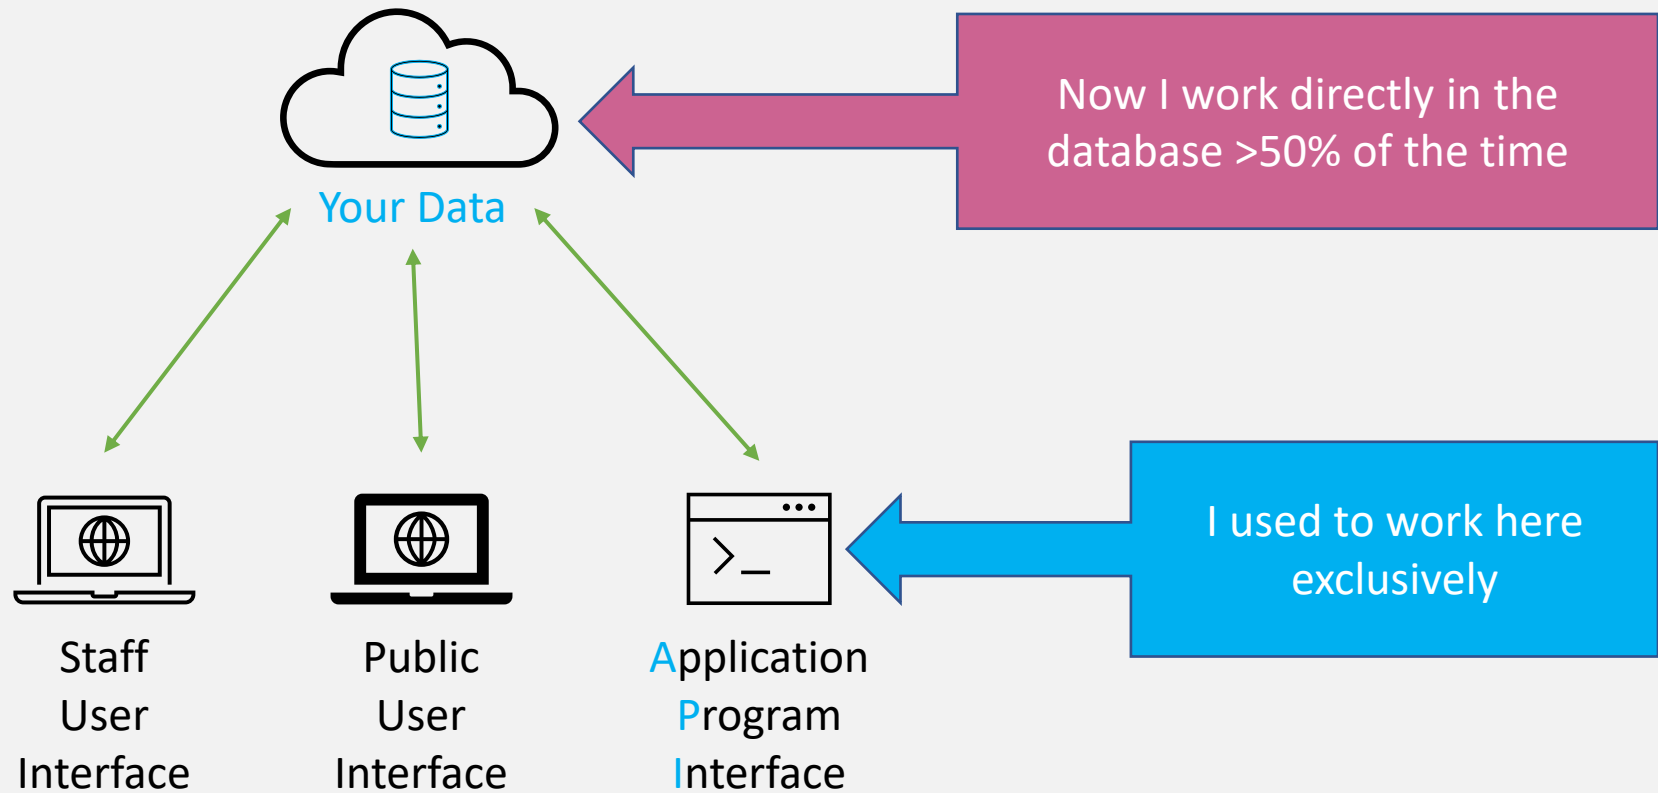 Now I work directly in the
database >50% of the time
Your Data
I used to work here
exclusively
>_
Staff
User
Interface
Public
User
Interface
Application
Program
Interface